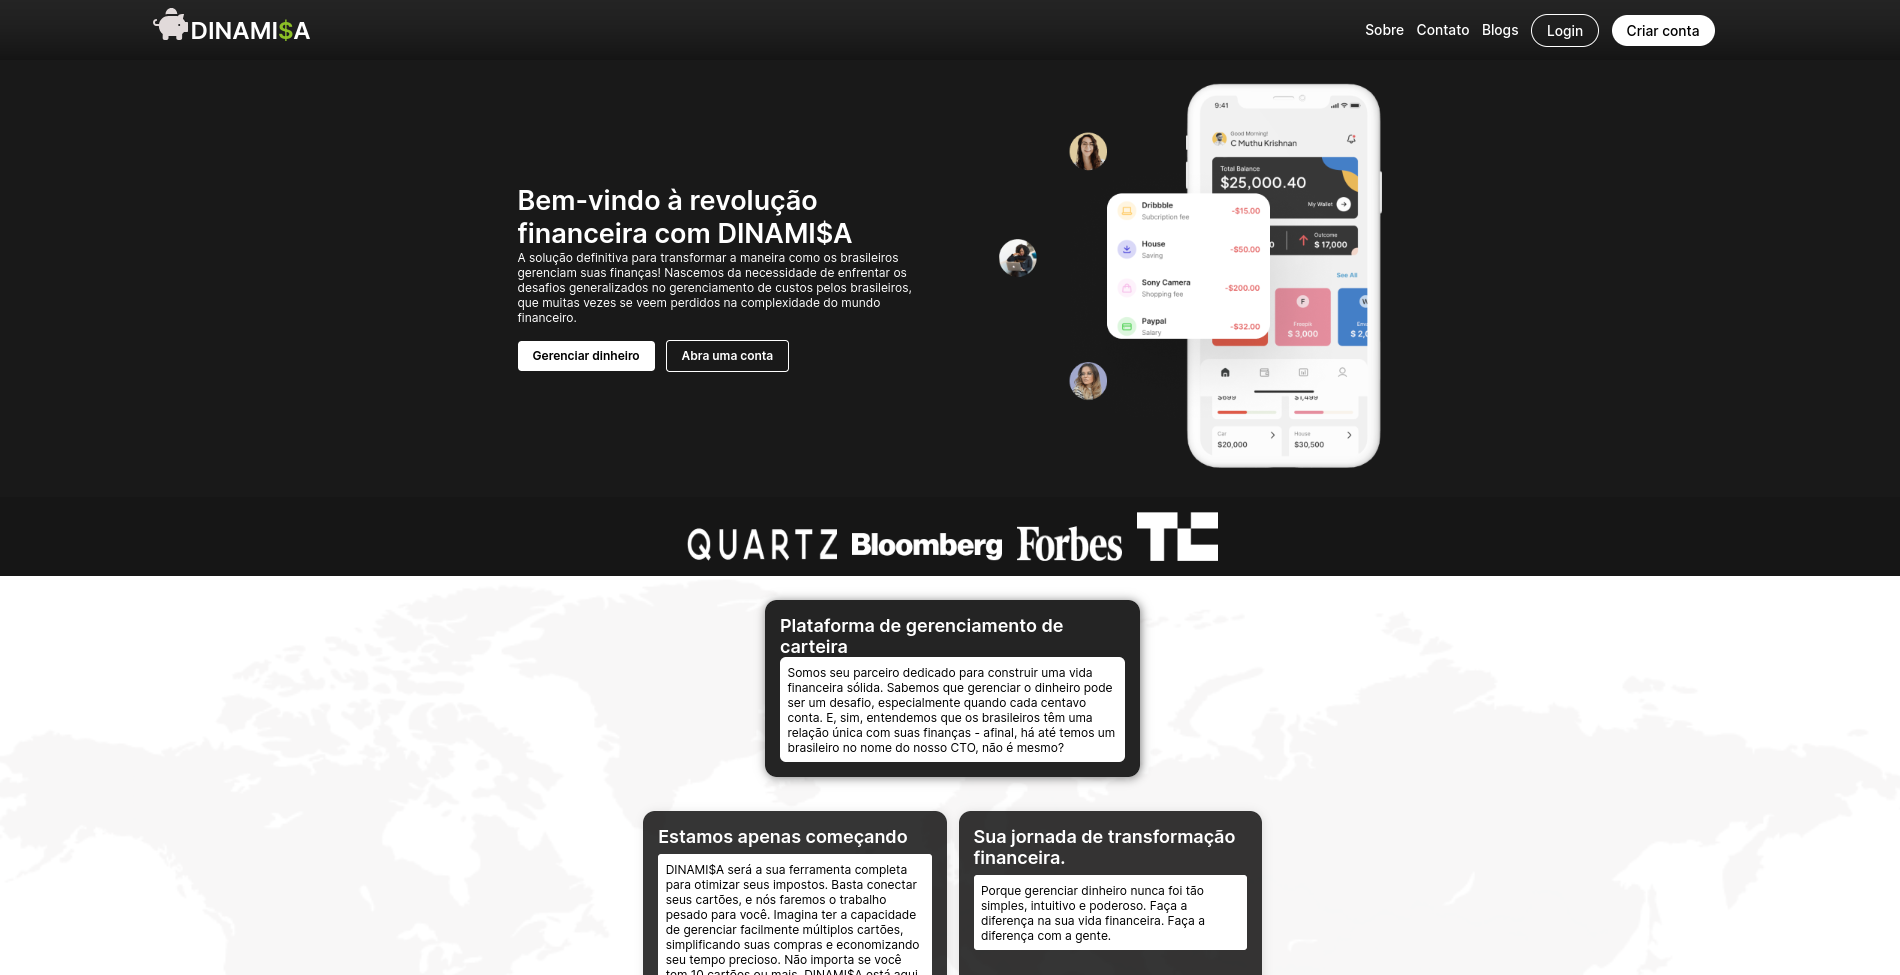 DINAMI$A
Sobre Contato Blogs Login Criar conta
Bem-vindo à revolução
financeira com DINAMI$A
A solução definitiva para transformar a maneira como os brasileiros
gerenciam suas finanças! Nascemos da necessidade de enfrentar os
desafios generalizados no gerenciamento de custos pelos brasileiros,
que muitas vezes se veem perdidos na complexidade do mundo
financeiro.
Gerenciar dinheiro Abra uma conta
9:41
Good Morning!
C Muthu Krishnan
Total Balance
$25,000.40
My Wallet
Dribbble
Subcription fee
-$15.00
House
Saving
-$50.00
Sony Camera
Shopping fee
-$200.00
Paypal
Salary
-$32.00
Outcome
$ 17,000
See All
F
Freepik
$ 3,000
$699
$1,499
Car
$20,000
House
$30,500
QUARTZ Bloomberg Forbes TC
Plataforma de gerenciamento de
carteira
Somos seu parceiro dedicado para construir uma vida
financeira sólida. Sabemos que gerenciar o dinheiro pode
ser um desafio, especialmente quando cada centavo
conta. E, sim, entendemos que os brasileiros têm uma
relação única com suas finanças - afinal, há até temos um
brasileiro no nome do nosso CTO, não é mesmo?
Estamos apenas começando
DINAMI$A será a sua ferramenta completa
para otimizar seus impostos. Basta conectar
seus cartões, e nós faremos o trabalho
pesado para você. Imagina ter a capacidade
de gerenciar facilmente múltiplos cartões,
simplificando suas compras e economizando
seu tempo precioso. Não importa se você
tem 10 cartões ou mais, DINAMI$A está aqui
Sua jornada de transformação
financeira.
Porque gerenciar dinheiro nunca foi tão
simples, intuitivo e poderoso. Faça a
diferença na sua vida financeira. Faça a
diferença com a gente.